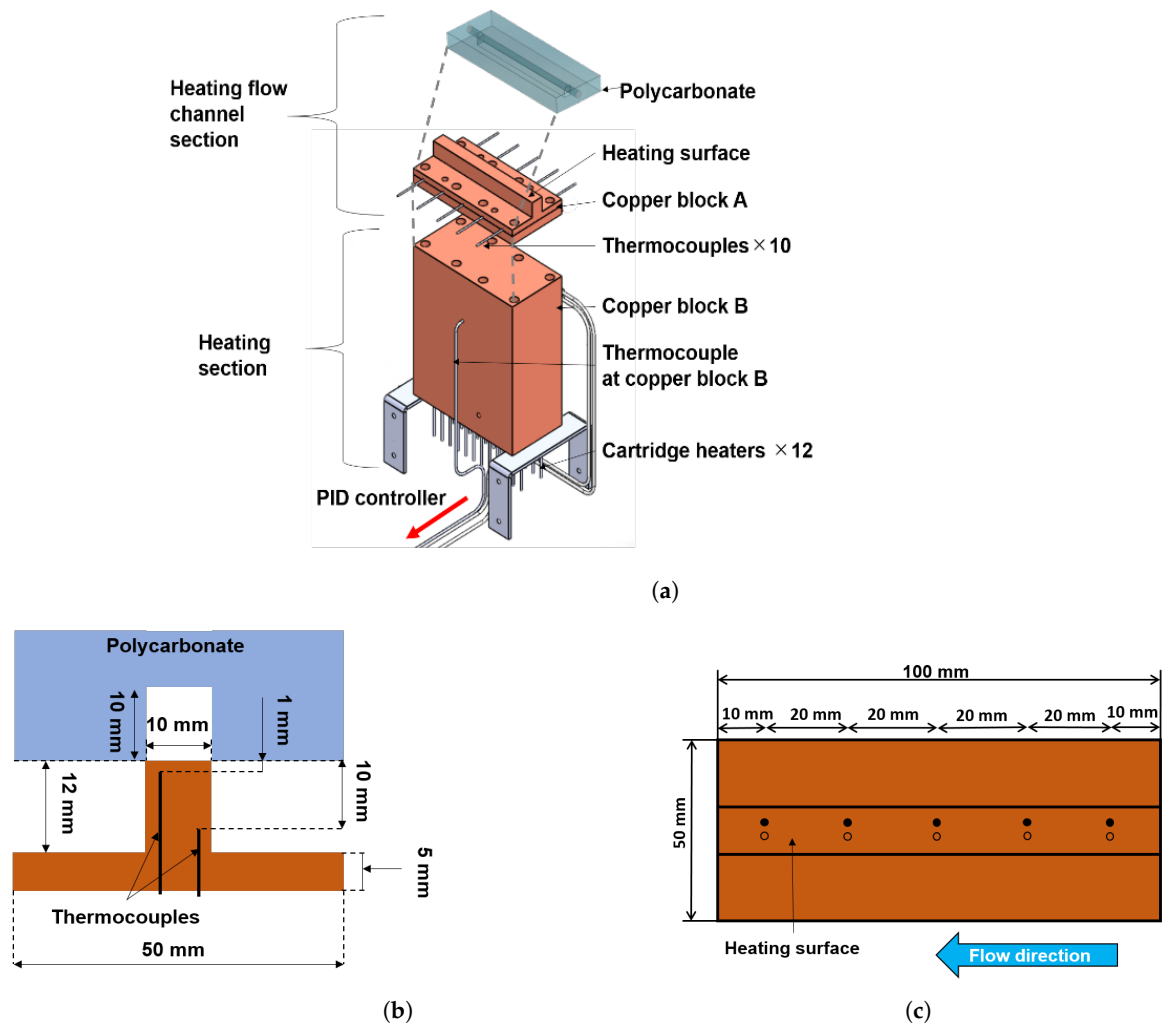 Heating flow
channel
section
Polycarbonate
Heating surface
Copper block A
Thermocouples×10
Copper block B
Heating
section
Thermocouple
at copper block B
Cartridge heaters ×12
PID controller
(a)
Polycarbonate
10 mm
10 mm
1 mm
12 mm
10 mm
5 mm
Thermocouples
50 mm
(b)
100 mm
10 mm 20 mm 20 mm 20 mm 20 mm 10 mm
50 mm
Heating surface
Flow direction
(c)